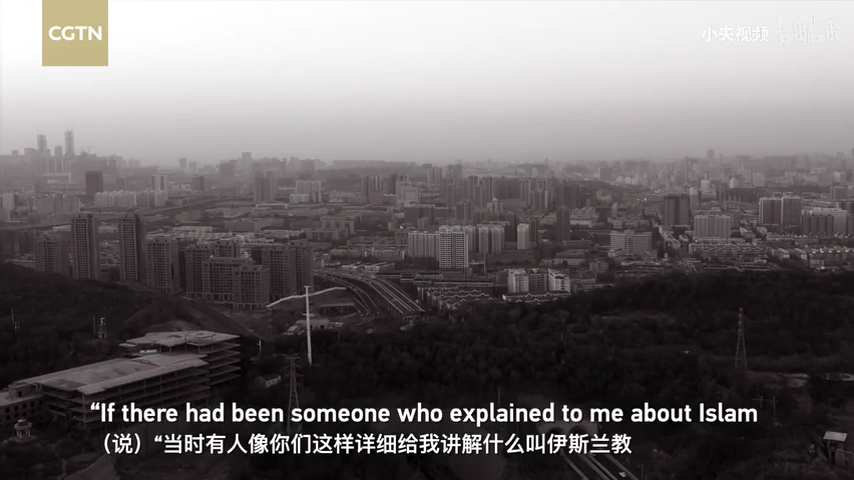 CGTN
小央视频
“If there had been someone who explained to me about Islam
（说）“当时有人像你们这样详细给我讲解什么叫伊斯兰教